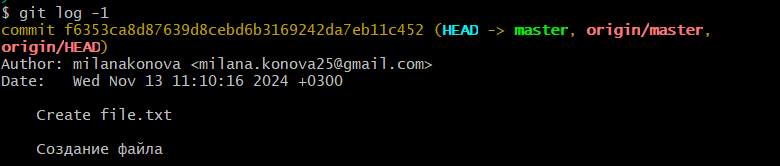 $ git log -1
commit f6353ca8d87639d8cebd6b3169242da7eb11c452 (HEAD -> master, origin/master,
origin/HEAD)
Author: milanakonova <milana.konova25@gmail.com>
Date:   Wed Nov 13 11:10:16 2024 +0300
Create file.txt
Создание файла